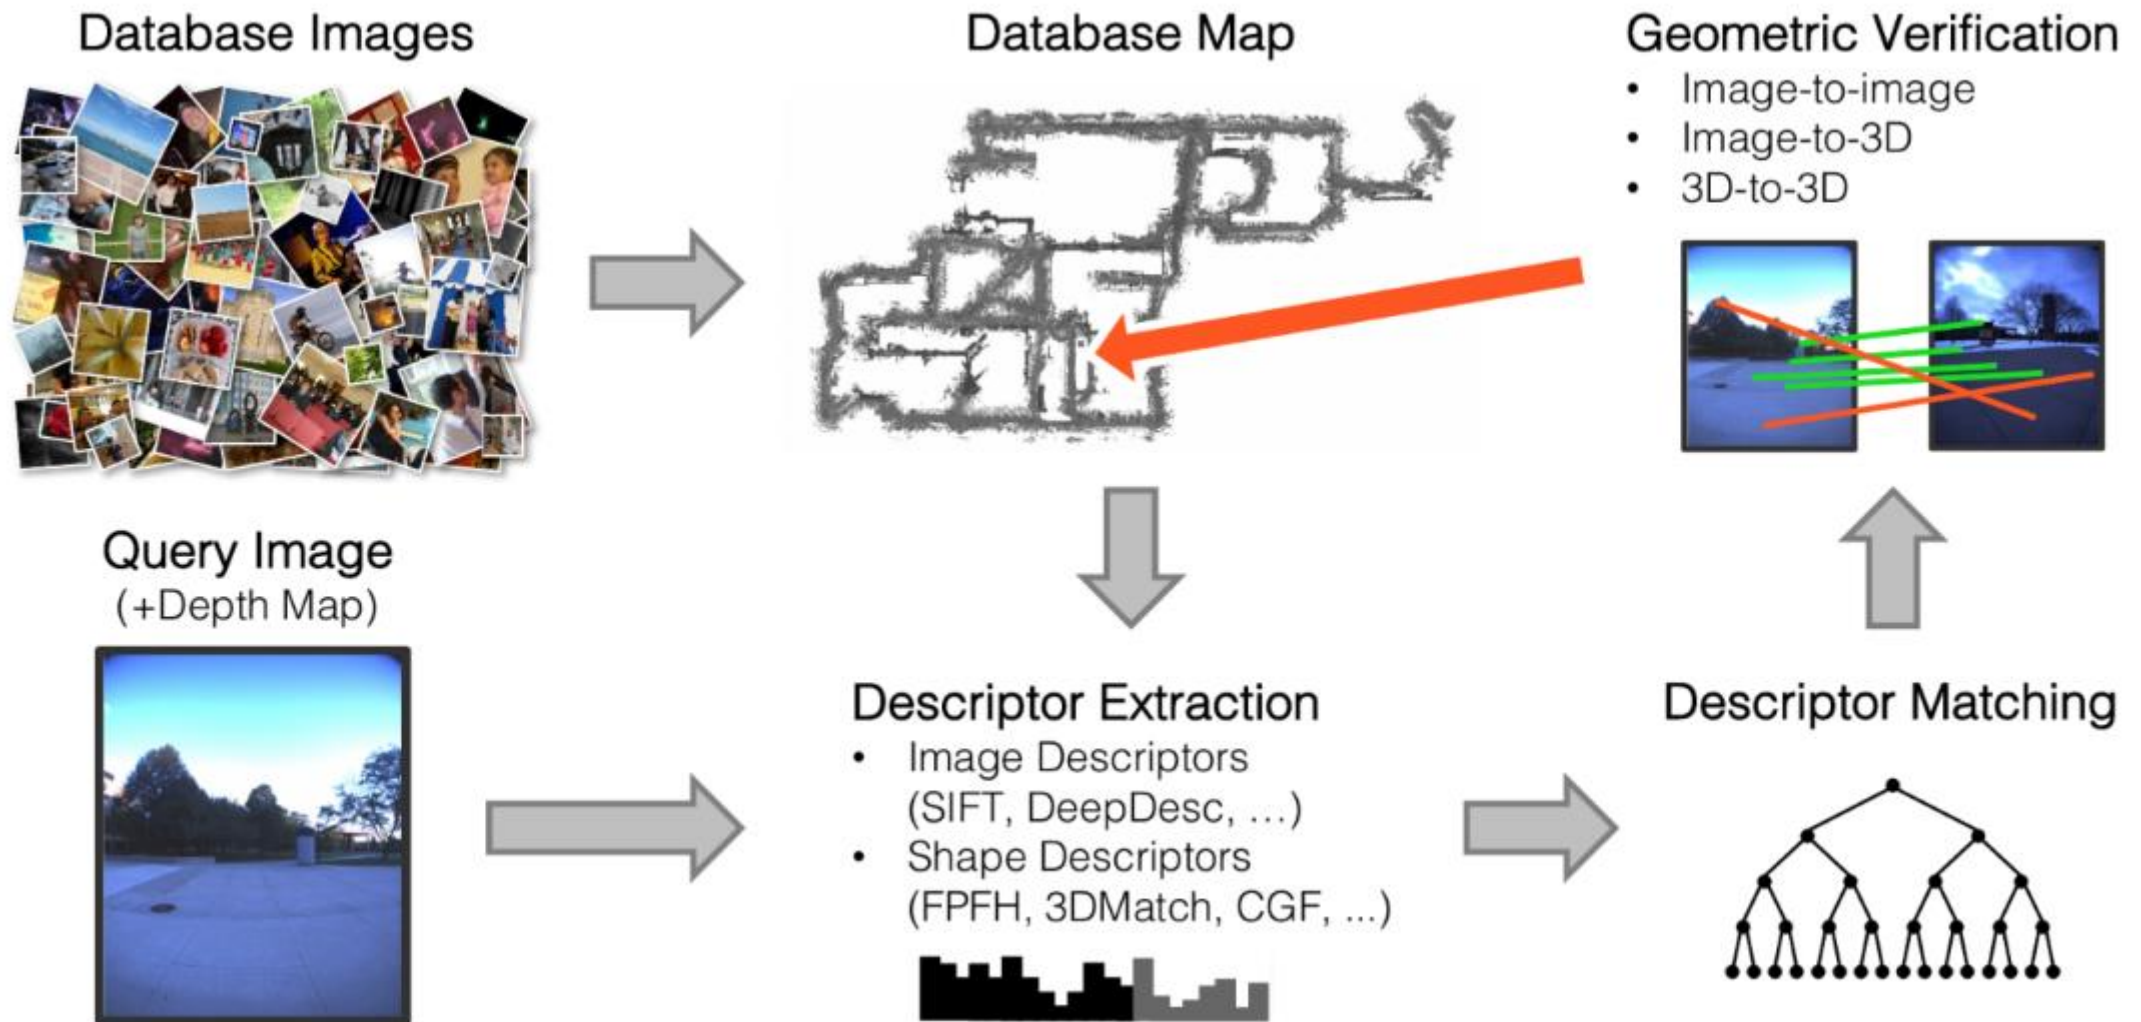 Database Images
Database Map
Geometric Verification
• Image-to-image
• Image-to-3D
• 3D-to-3D
Query Image
(+Depth Map)
Descriptor Extraction
• Image Descriptors
(SIFT, DeepDesc, ...)
• Shape Descriptors
(FPFH, 3DMatch, CGF, ...)
Descriptor Matching